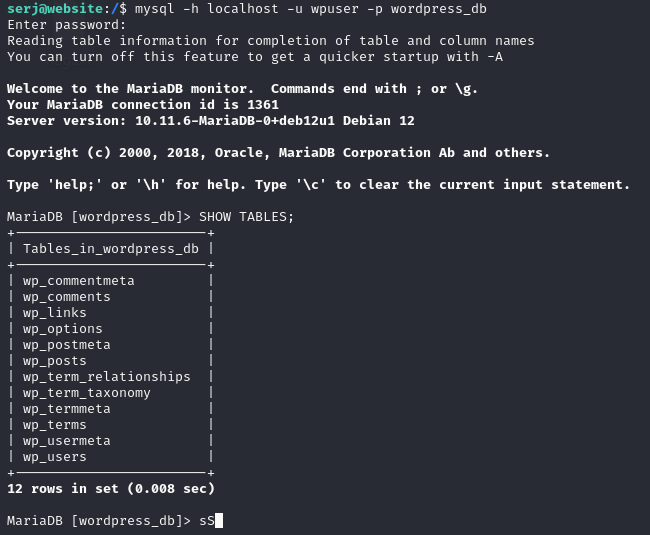 serj@website:/$ mysql -h localhost -u wpuser -p wordpress_db
Enter password:
Reading table information for completion of table and column names
You can turn off this feature to get a quicker startup with -A

Welcome to the MariaDB monitor.  Commands end with ; or \g.
Your MariaDB connection id is 1361
Server version: 10.11.6-MariaDB-0+deb12u1 Debian 12

Copyright (c) 2000, 2018, Oracle, MariaDB Corporation Ab and others.

Type 'help;' or '\h' for help. Type '\c' to clear the current input statement.

MariaDB [wordpress_db]> SHOW TABLES;
+------------------------+
| Tables_in_wordpress_db |
+------------------------+
| wp_commentmeta         |
| wp_comments            |
| wp_links               |
| wp_options             |
| wp_postmeta            |
| wp_posts               |
| wp_term_relationships  |
| wp_term_taxonomy       |
| wp_termmeta            |
| wp_terms               |
| wp_usermeta            |
| wp_users               |
+------------------------+
12 rows in set (0.008 sec)

MariaDB [wordpress_db]> sS